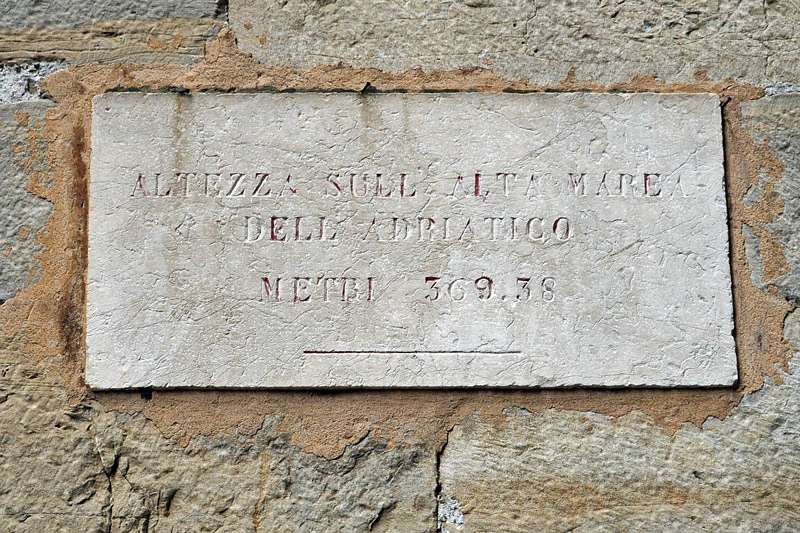 ALTEZZA SULL' ALTA MAREA
DELL' ADRIATICO
METRI 369.38